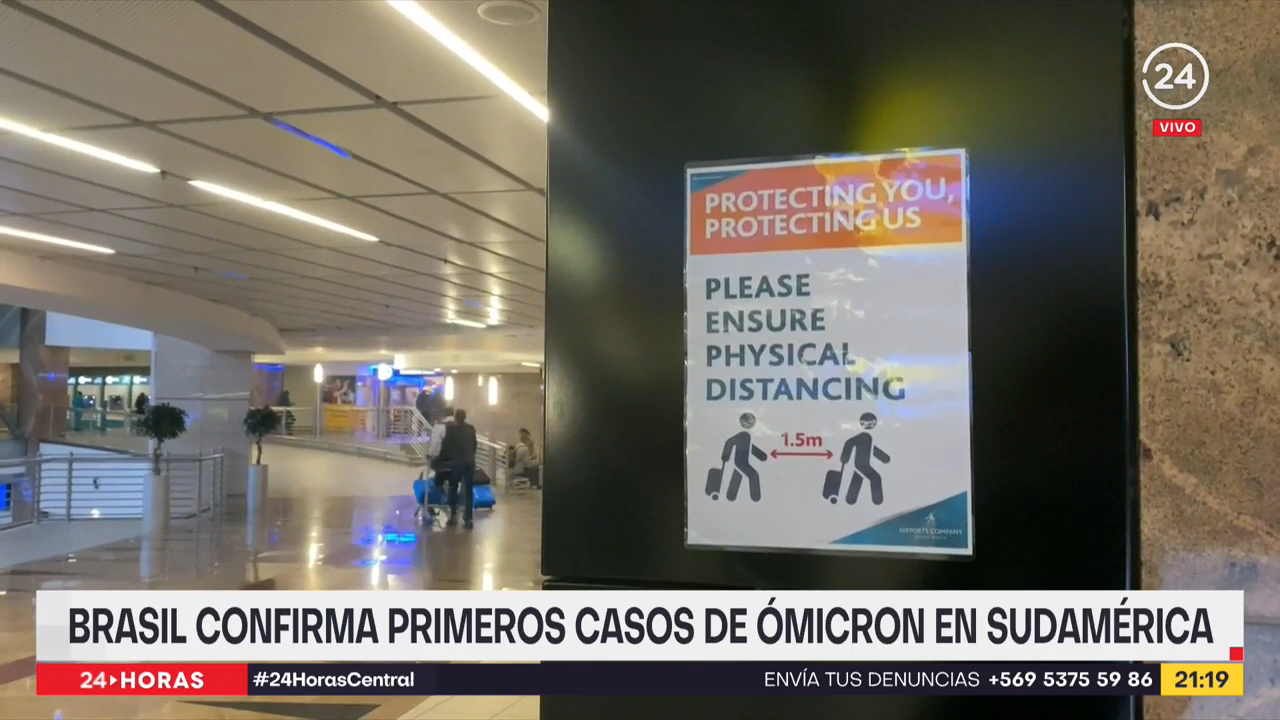 24
VIVO
PROTECTING YOU,
PROTECTING US
PLEASE
ENSURE
PHYSICAL
DISTANCING
1.5m
AIRPORTS COMPANY
BRASIL CONFIRMA PRIMEROS CASOS DE ÓMICRON EN SUDAMÉRICA
24 HORAS
#24HorasCentral
ENVÍA TUS DENUNCIAS +569 5375 59 86
21:19